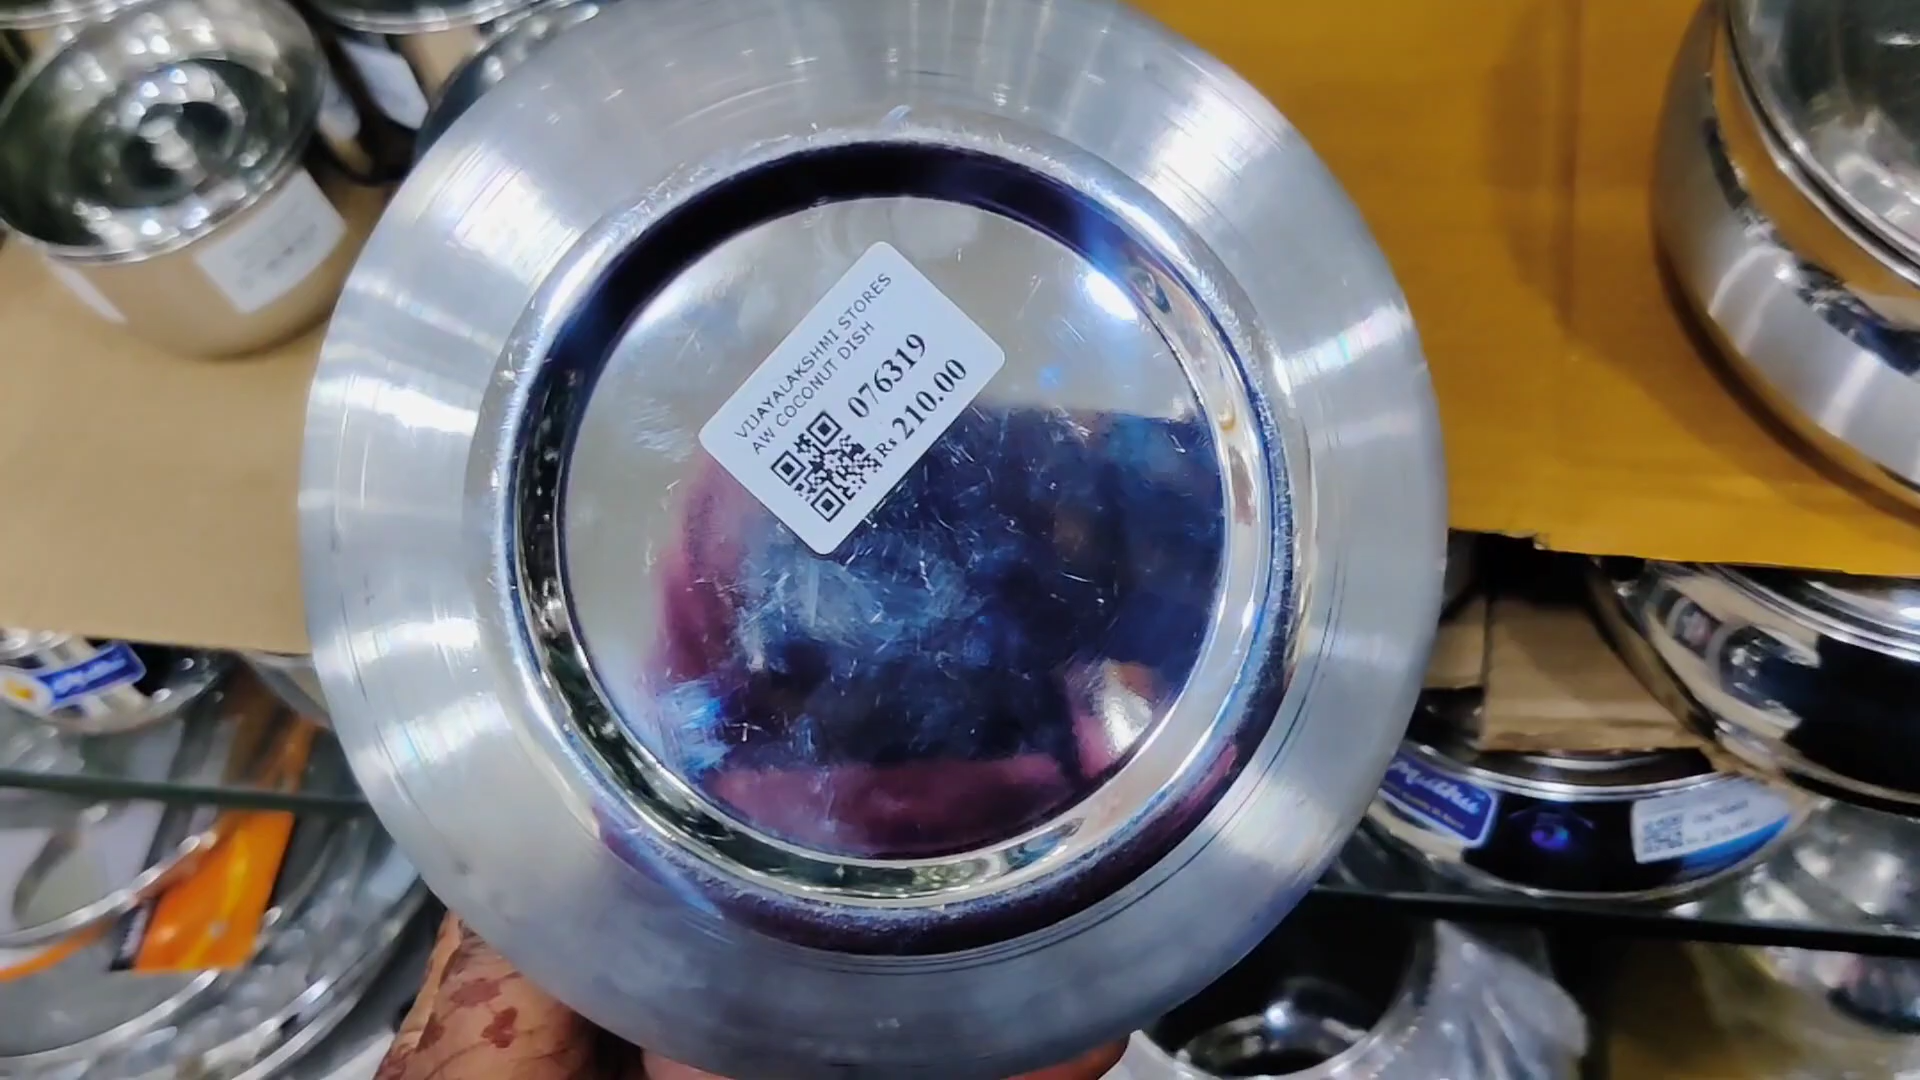 VIJAYALAKSHMI STORES
AW COCONUT DISH
076319
Rs 210.00